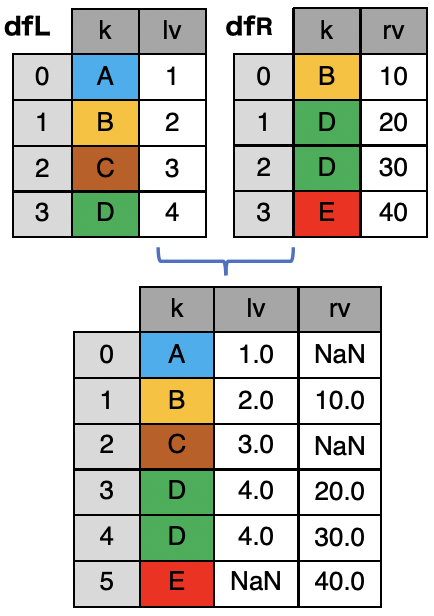 dfL k lv
0 A 1
1 B 2
2 C 3
3 D 4
dfR k rv
0 B 10
1 D 20
2 D 30
3 E 40
k lv rv
0 A 1.0 NaN
1 B 2.0 10.0
2 C 3.0 NaN
3 D 4.0 20.0
4 D 4.0 30.0
5 E NaN 40.0